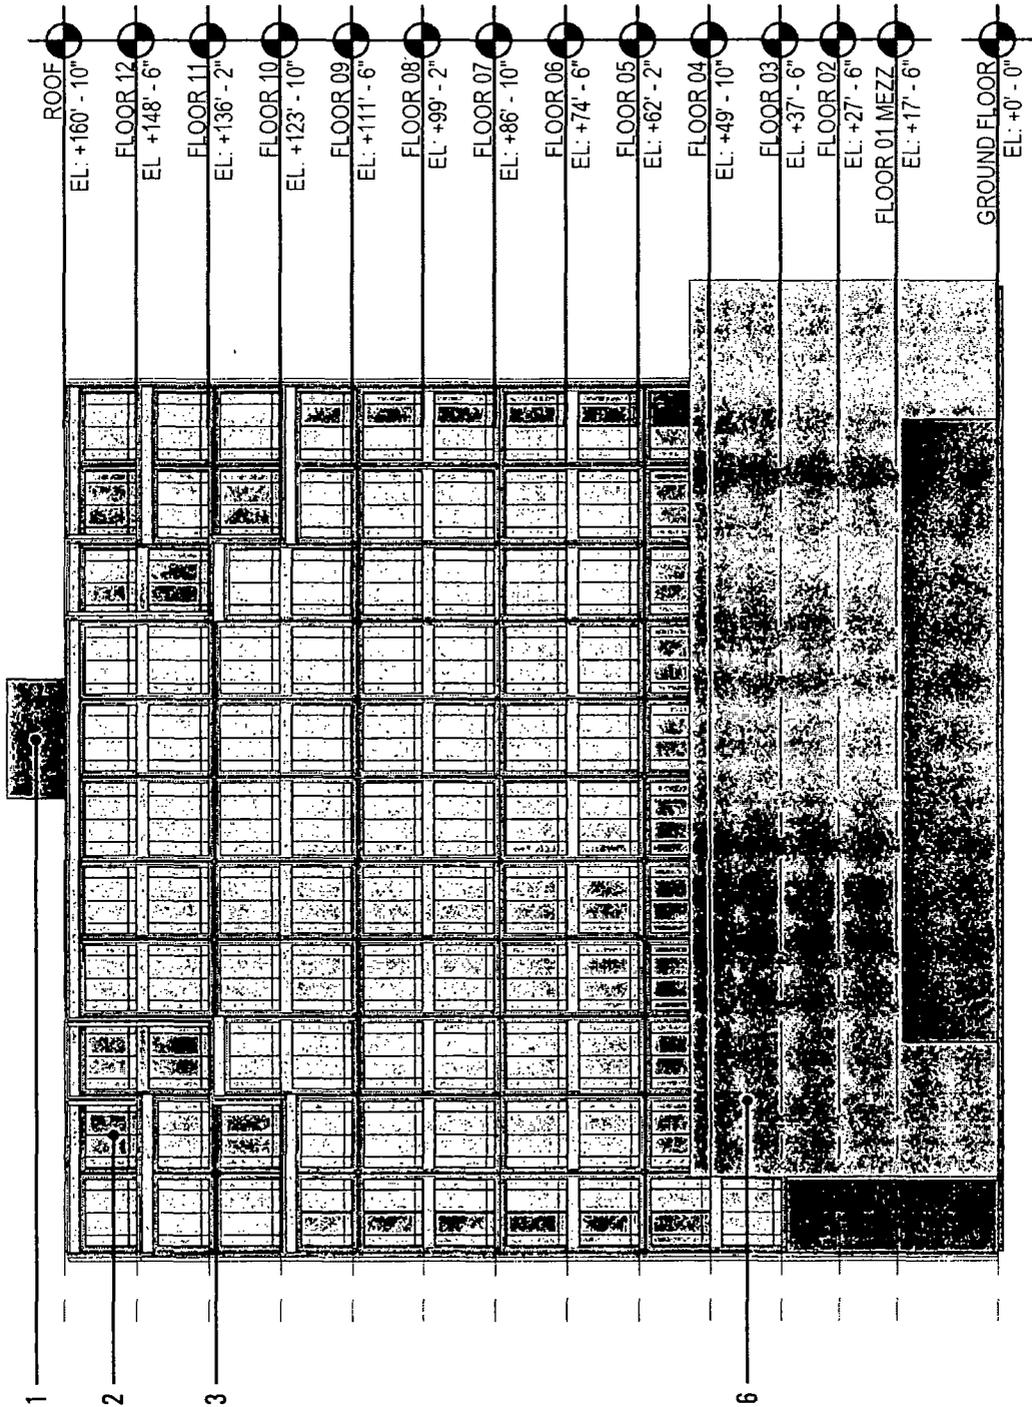 ROOF
EL: +160' - 10"
FLOOR 12
EL +148' - 6"
FLOOR 11
EL: +136' - 2"
FLOOR 10
EL. +123' - 10"
FLOOR 09
EL: +111' - 6"
FLOOR 08
EL: +99' - 2"
FLOOR 07
EL: +86' - 10"
FLOOR 06
EL: +74' - 6"
FLOOR 05
EL: +62' - 2"
FLOOR 04
EL: +49' - 10"
FLOOR 03
EL. +37' - 6"
FLOOR 02
EL: +27' - 6"
FLOOR 01 MEZZ
EL: +17' - 6"
GROUND FLOOR
EL: +0' - 0"
1
2
3
6